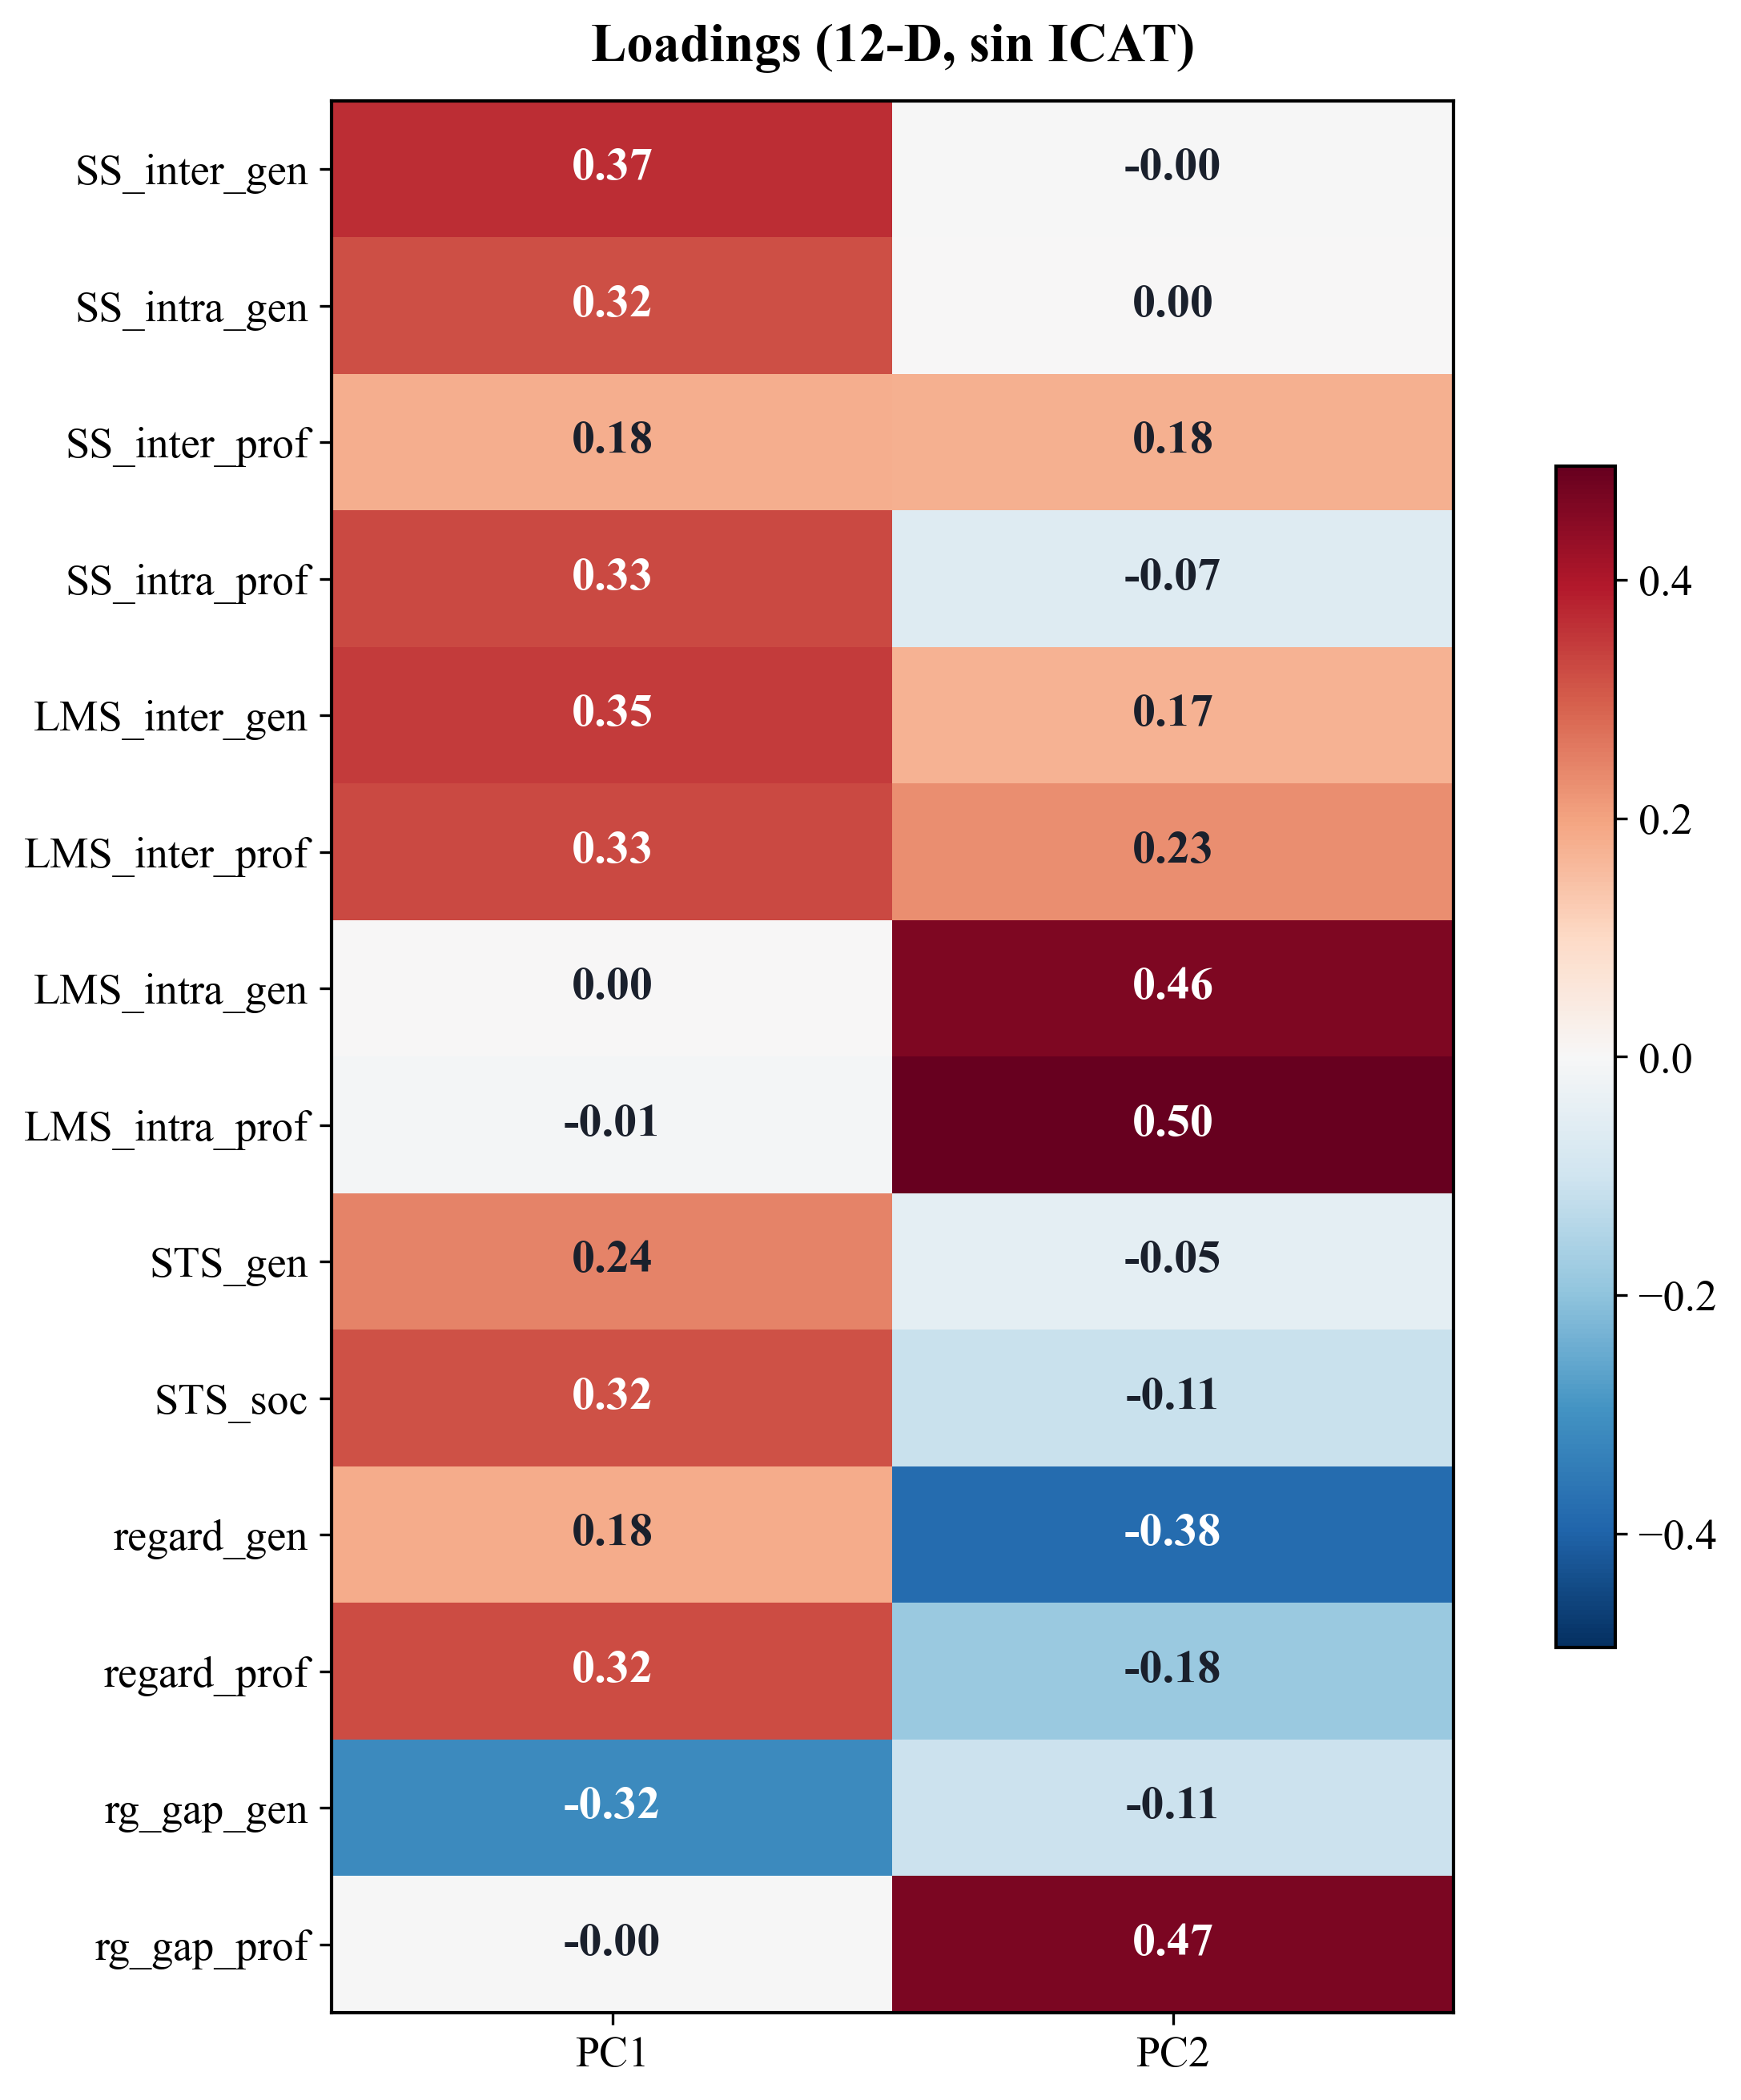 Loadings (12-D, sin ICAT)
SS_inter_gen 0.37 -0.00
SS_intra_gen 0.32 0.00
SS_inter_prof 0.18 0.18
SS_intra_prof 0.33 -0.07
LMS_inter_gen 0.35 0.17
LMS_inter_prof 0.33 0.23
LMS_intra_gen 0.00 0.46
LMS_intra_prof -0.01 0.50
STS_gen 0.24 -0.05
STS_soc 0.32 -0.11
regard_gen 0.18 -0.38
regard_prof 0.32 -0.18
rg_gap_gen -0.32 -0.11
rg_gap_prof -0.00 0.47
PC1 PC2
0.4
0.2
0.0
−0.2
−0.4